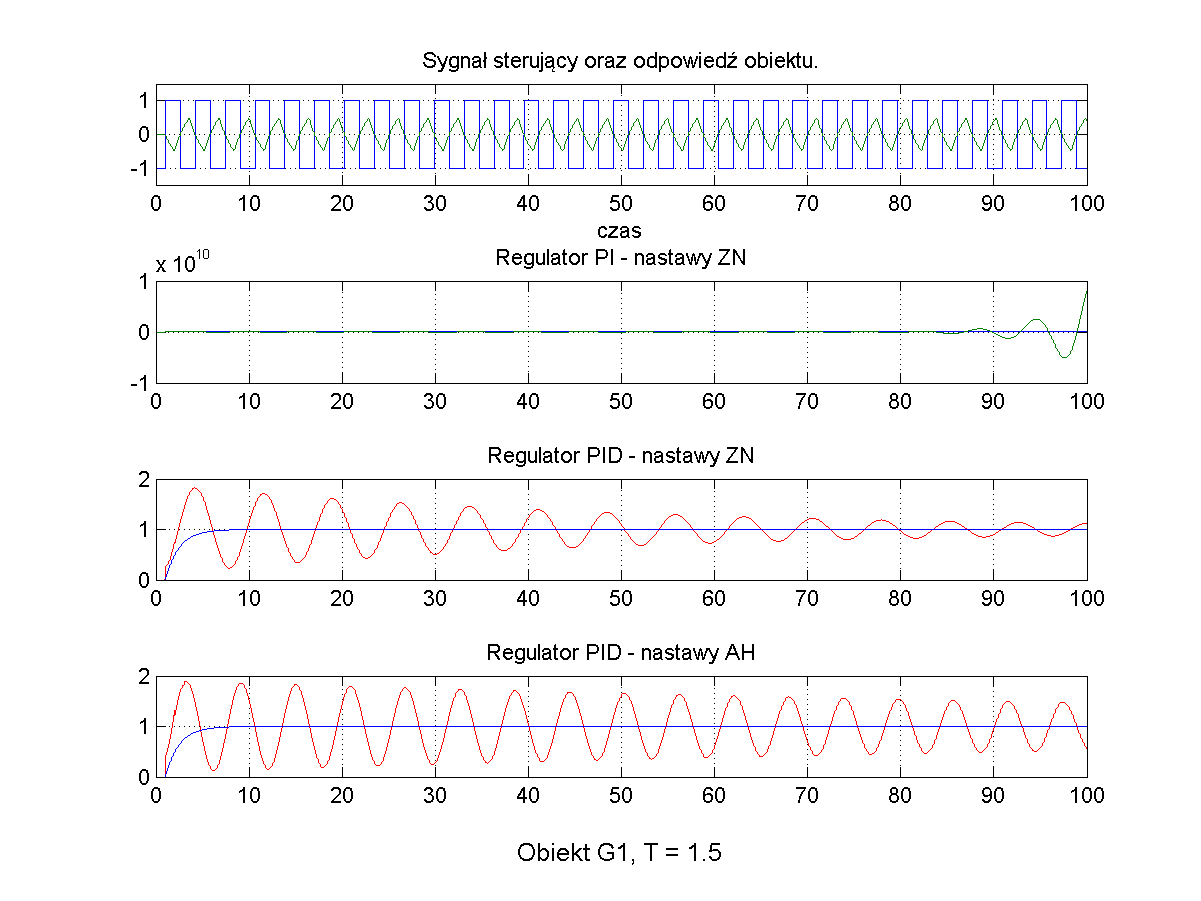 Sygnał sterujący oraz odpowiedź obiektu.
1
0
-1
0 10 20 30 40 50 60 70 80 90 100
czas
Regulator PI - nastawy ZN
x 10^10
1
0
-1
0 10 20 30 40 50 60 70 80 90 100
Regulator PID - nastawy ZN
2
1
0
0 10 20 30 40 50 60 70 80 90 100
Regulator PID - nastawy AH
2
1
0
0 10 20 30 40 50 60 70 80 90 100
Obiekt G1, T = 1.5